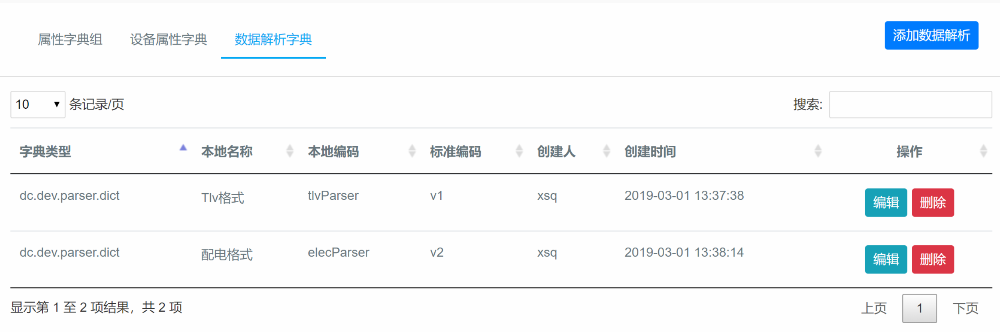 属性字典组 设备属性字典 数据解析字典 添加数据解析
10 条记录/页 搜索:
字典类型 本地名称 本地编码 标准编码 创建人 创建时间 操作
dc.dev.parser.dict Tlv格式 tlvParser v1 xsq 2019-03-01 13:37:38 编辑 删除
dc.dev.parser.dict 配电格式 elecParser v2 xsq 2019-03-01 13:38:14 编辑 删除
显示第 1 至 2 项结果，共 2 项 上页 1 下页